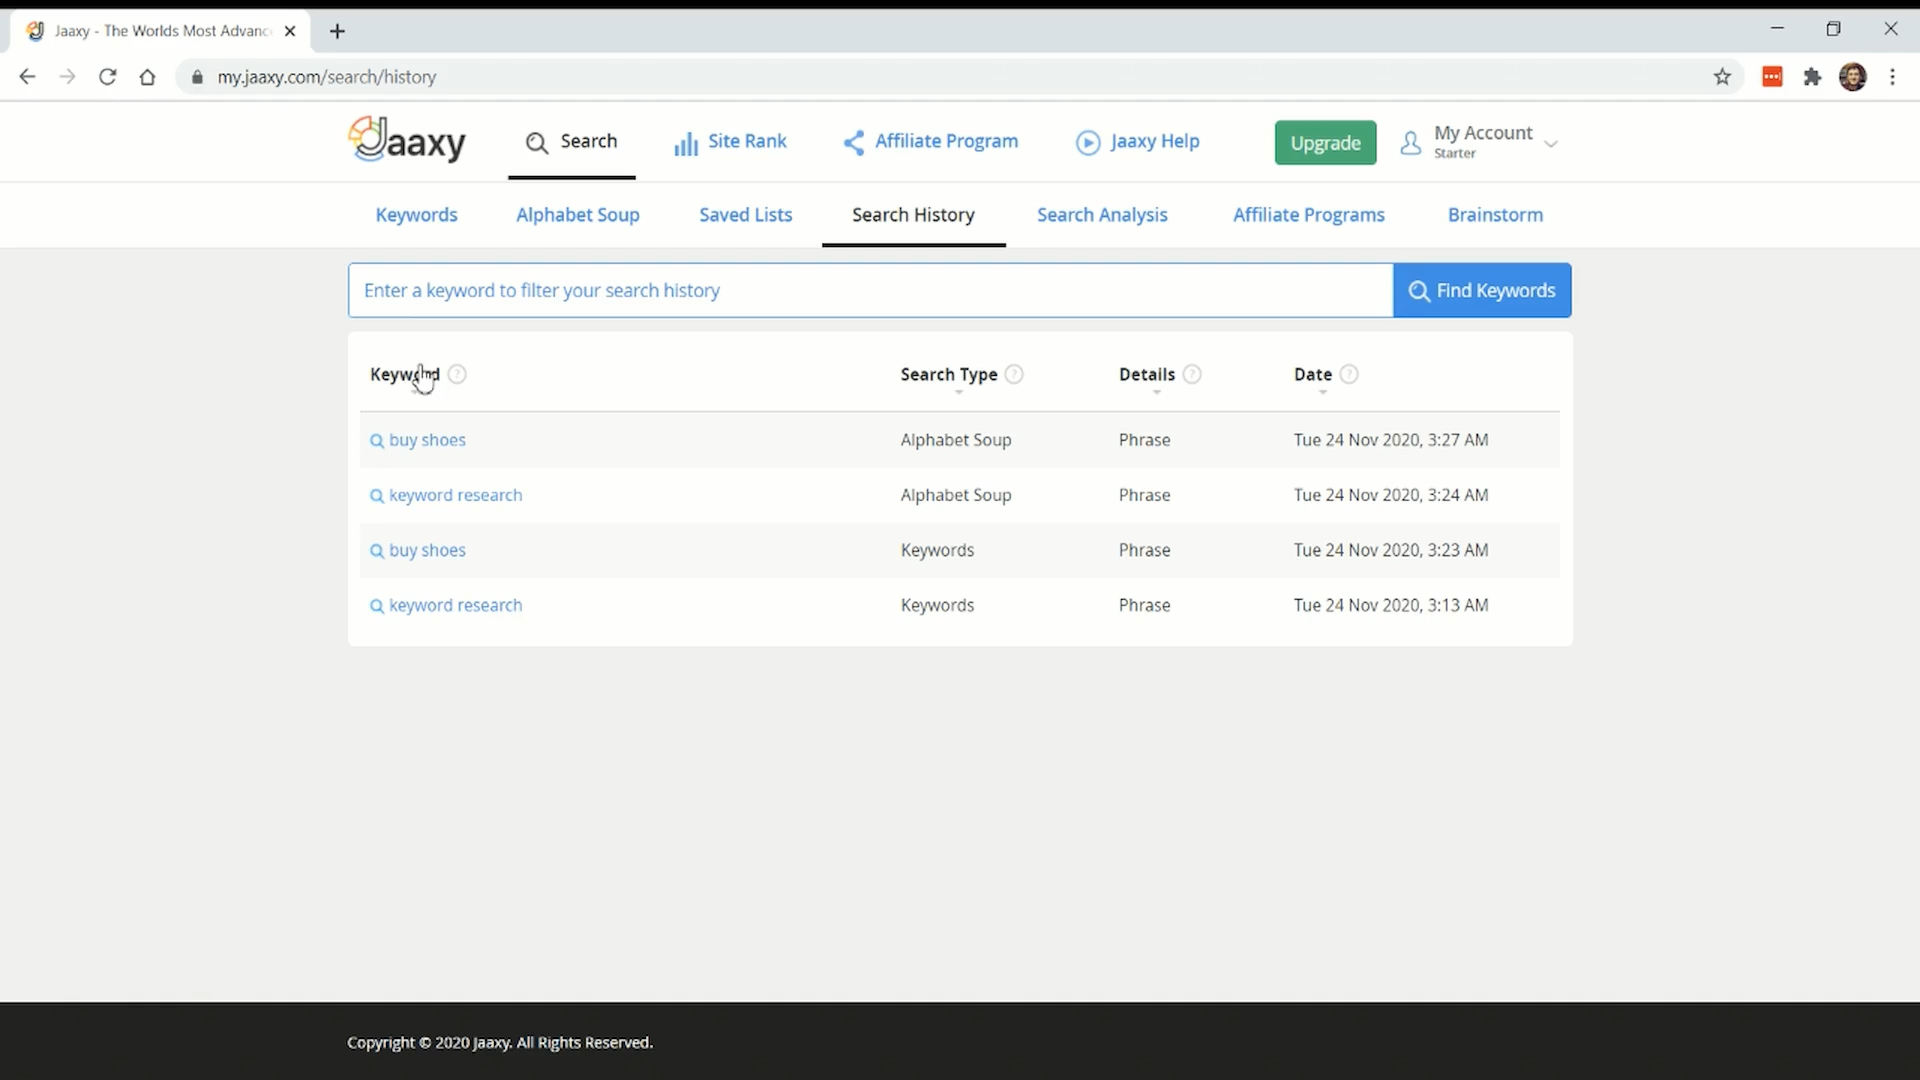 Jaaxy - The Worlds Most Advanc
my.jaaxy.com/search/history
Jaaxy
Search
Site Rank
Affiliate Program
Jaaxy Help
Upgrade
My Account
Starter
Keywords
Alphabet Soup
Saved Lists
Search History
Search Analysis
Affiliate Programs
Brainstorm
Enter a keyword to filter your search history
Find Keywords
Keyword ? Search Type ? Details ? Date ?
buy shoes Alphabet Soup Phrase Tue 24 Nov 2020, 3:27 AM
keyword research Alphabet Soup Phrase Tue 24 Nov 2020, 3:24 AM
buy shoes Keywords Phrase Tue 24 Nov 2020, 3:23 AM
keyword research Keywords Phrase Tue 24 Nov 2020, 3:13 AM
Copyright © 2020 Jaaxy. All Rights Reserved.